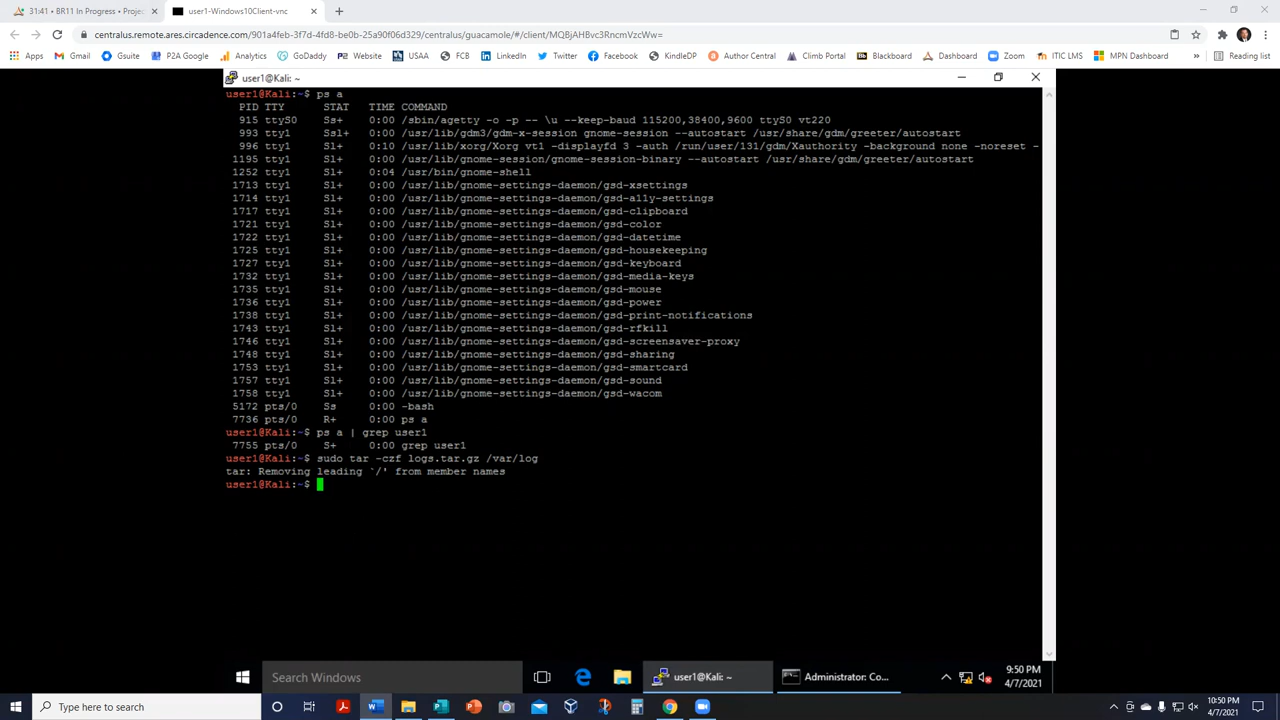 31:41 • BR11 In Progress • Projec
user1-Windows10Client-vnc
centralus.remote.ares.circadence.com/901a4feb-3f7d-4fd8-be0b-25a90f06d329/centralus/guacamole/#/client/MQBjAHBvc3RncmVzcWw=
Apps Gmail Gsuite P2A Google Analytics GoDaddy Website USAA FCB LinkedIn Twitter Facebook KindleDP Author Central Climb Portal Blackboard Dashboard Zoom ITIC LMS MPN Dashboard » Reading list
user1@Kali: ~
user1@Kali:~$ ps a
PID TTY STAT TIME COMMAND
915 ttyS0 Ss+ 0:00 /sbin/agetty -o -p -- \u --keep-baud 115200,38400,9600 ttyS0 vt220
993 tty1 Ssl+ 0:00 /usr/lib/gdm3/gdm-x-session gnome-session --autostart /usr/share/gdm/greeter/autostart
996 tty1 Sl+ 0:10 /usr/lib/xorg/Xorg vt1 -displayfd 3 -auth /run/user/131/gdm/Xauthority -background none -noreset -
1195 tty1 Sl+ 0:00 /usr/lib/gnome-session/gnome-session-binary --autostart /usr/share/gdm/greeter/autostart
1252 tty1 Sl+ 0:04 /usr/bin/gnome-shell
1713 tty1 Sl+ 0:00 /usr/lib/gnome-settings-daemon/gsd-xsettings
1714 tty1 Sl+ 0:00 /usr/lib/gnome-settings-daemon/gsd-a11y-settings
1717 tty1 Sl+ 0:00 /usr/lib/gnome-settings-daemon/gsd-clipboard
1721 tty1 Sl+ 0:00 /usr/lib/gnome-settings-daemon/gsd-color
1722 tty1 Sl+ 0:00 /usr/lib/gnome-settings-daemon/gsd-datetime
1725 tty1 Sl+ 0:00 /usr/lib/gnome-settings-daemon/gsd-housekeeping
1727 tty1 Sl+ 0:00 /usr/lib/gnome-settings-daemon/gsd-keyboard
1732 tty1 Sl+ 0:00 /usr/lib/gnome-settings-daemon/gsd-media-keys
1735 tty1 Sl+ 0:00 /usr/lib/gnome-settings-daemon/gsd-mouse
1736 tty1 Sl+ 0:00 /usr/lib/gnome-settings-daemon/gsd-power
1738 tty1 Sl+ 0:00 /usr/lib/gnome-settings-daemon/gsd-print-notifications
1743 tty1 Sl+ 0:00 /usr/lib/gnome-settings-daemon/gsd-rfkill
1746 tty1 Sl+ 0:00 /usr/lib/gnome-settings-daemon/gsd-screensaver-proxy
1748 tty1 Sl+ 0:00 /usr/lib/gnome-settings-daemon/gsd-sharing
1753 tty1 Sl+ 0:00 /usr/lib/gnome-settings-daemon/gsd-smartcard
1757 tty1 Sl+ 0:00 /usr/lib/gnome-settings-daemon/gsd-sound
1758 tty1 Sl+ 0:00 /usr/lib/gnome-settings-daemon/gsd-wacom
5172 pts/0 Ss 0:00 -bash
7736 pts/0 R+ 0:00 ps a
user1@Kali:~$ ps a | grep user1
7755 pts/0 S+ 0:00 grep user1
user1@Kali:~$ sudo tar -czf logs.tar.gz /var/log
tar: Removing leading `/' from member names
user1@Kali:~$
Search Windows
user1@Kali: ~
Administrator: Co...
9:50 PM
4/7/2021
Type here to search
10:50 PM
4/7/2021